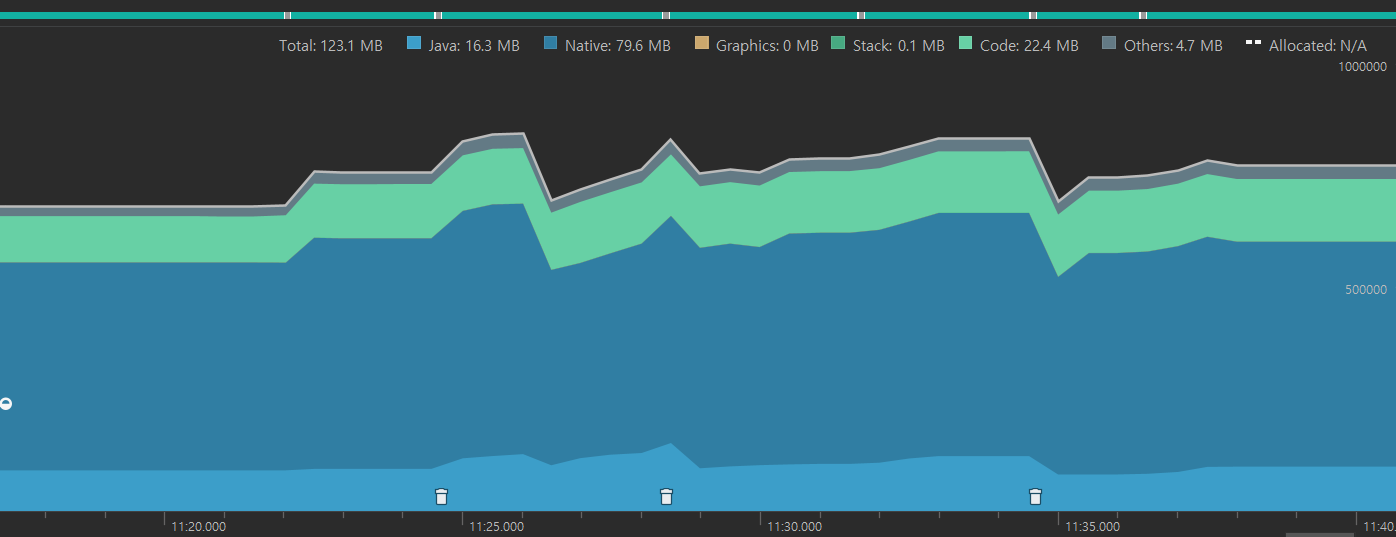 Total: 123.1 MB Java: 16.3 MB Native: 79.6 MB Graphics: 0 MB Stack: 0.1 MB Code: 22.4 MB Others: 4.7 MB Allocated: N/A
1000000
500000
11:20.000 11:25.000 11:30.000 11:35.000 11:40.